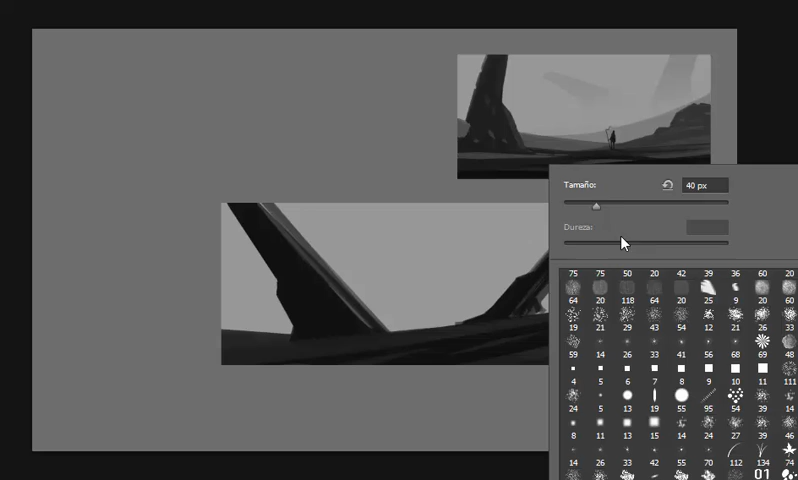 Tamaño:
40 px
Dureza:
75 75 50 20 42 39 36 60 20
64 20 118 64 20 25 9 20 60
19 21 29 43 54 12 21 26 33
59 14 26 33 41 56 68 69 48
4 5 6 7 8 9 10 11 111
24 5 13 19 55 95 54 39 14
8 11 13 15 14 24 27 39 46
14 26 33 42 55 70 112 134 74
01